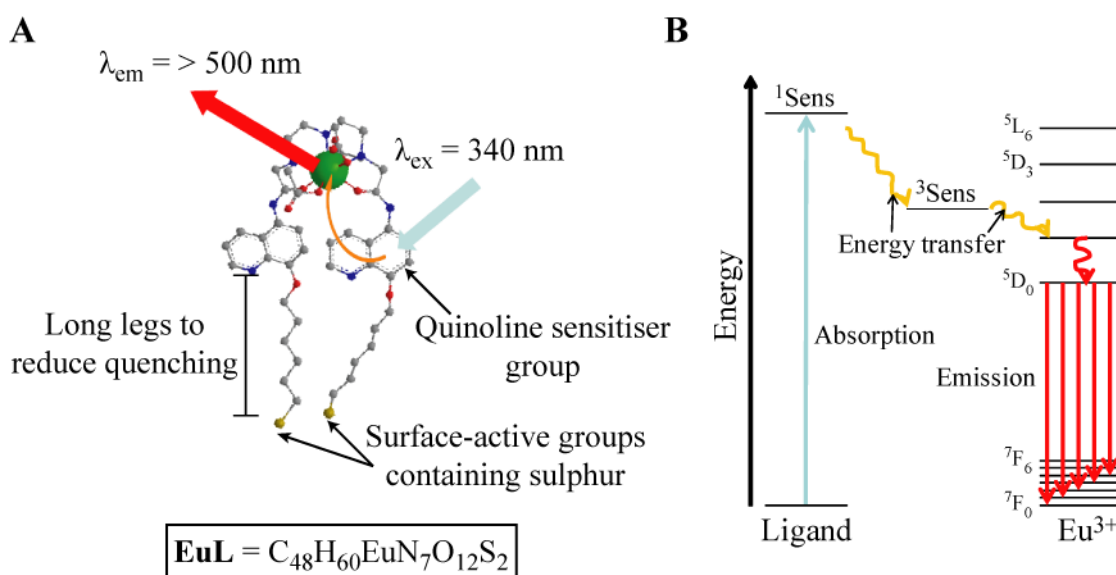 A
λem = > 500 nm
λex = 340 nm
Long legs to
reduce quenching
Quinoline sensitiser
group
Surface-active groups
containing sulphur
EuL = C₄₈H₆₀EuN₇O₁₂S₂
B
Energy
¹Sens
³Sens
Energy transfer
Absorption
Emission
⁵L₆
⁵D₃
⁵D₀
⁷F₆
⁷F₀
Ligand
Eu³⁺